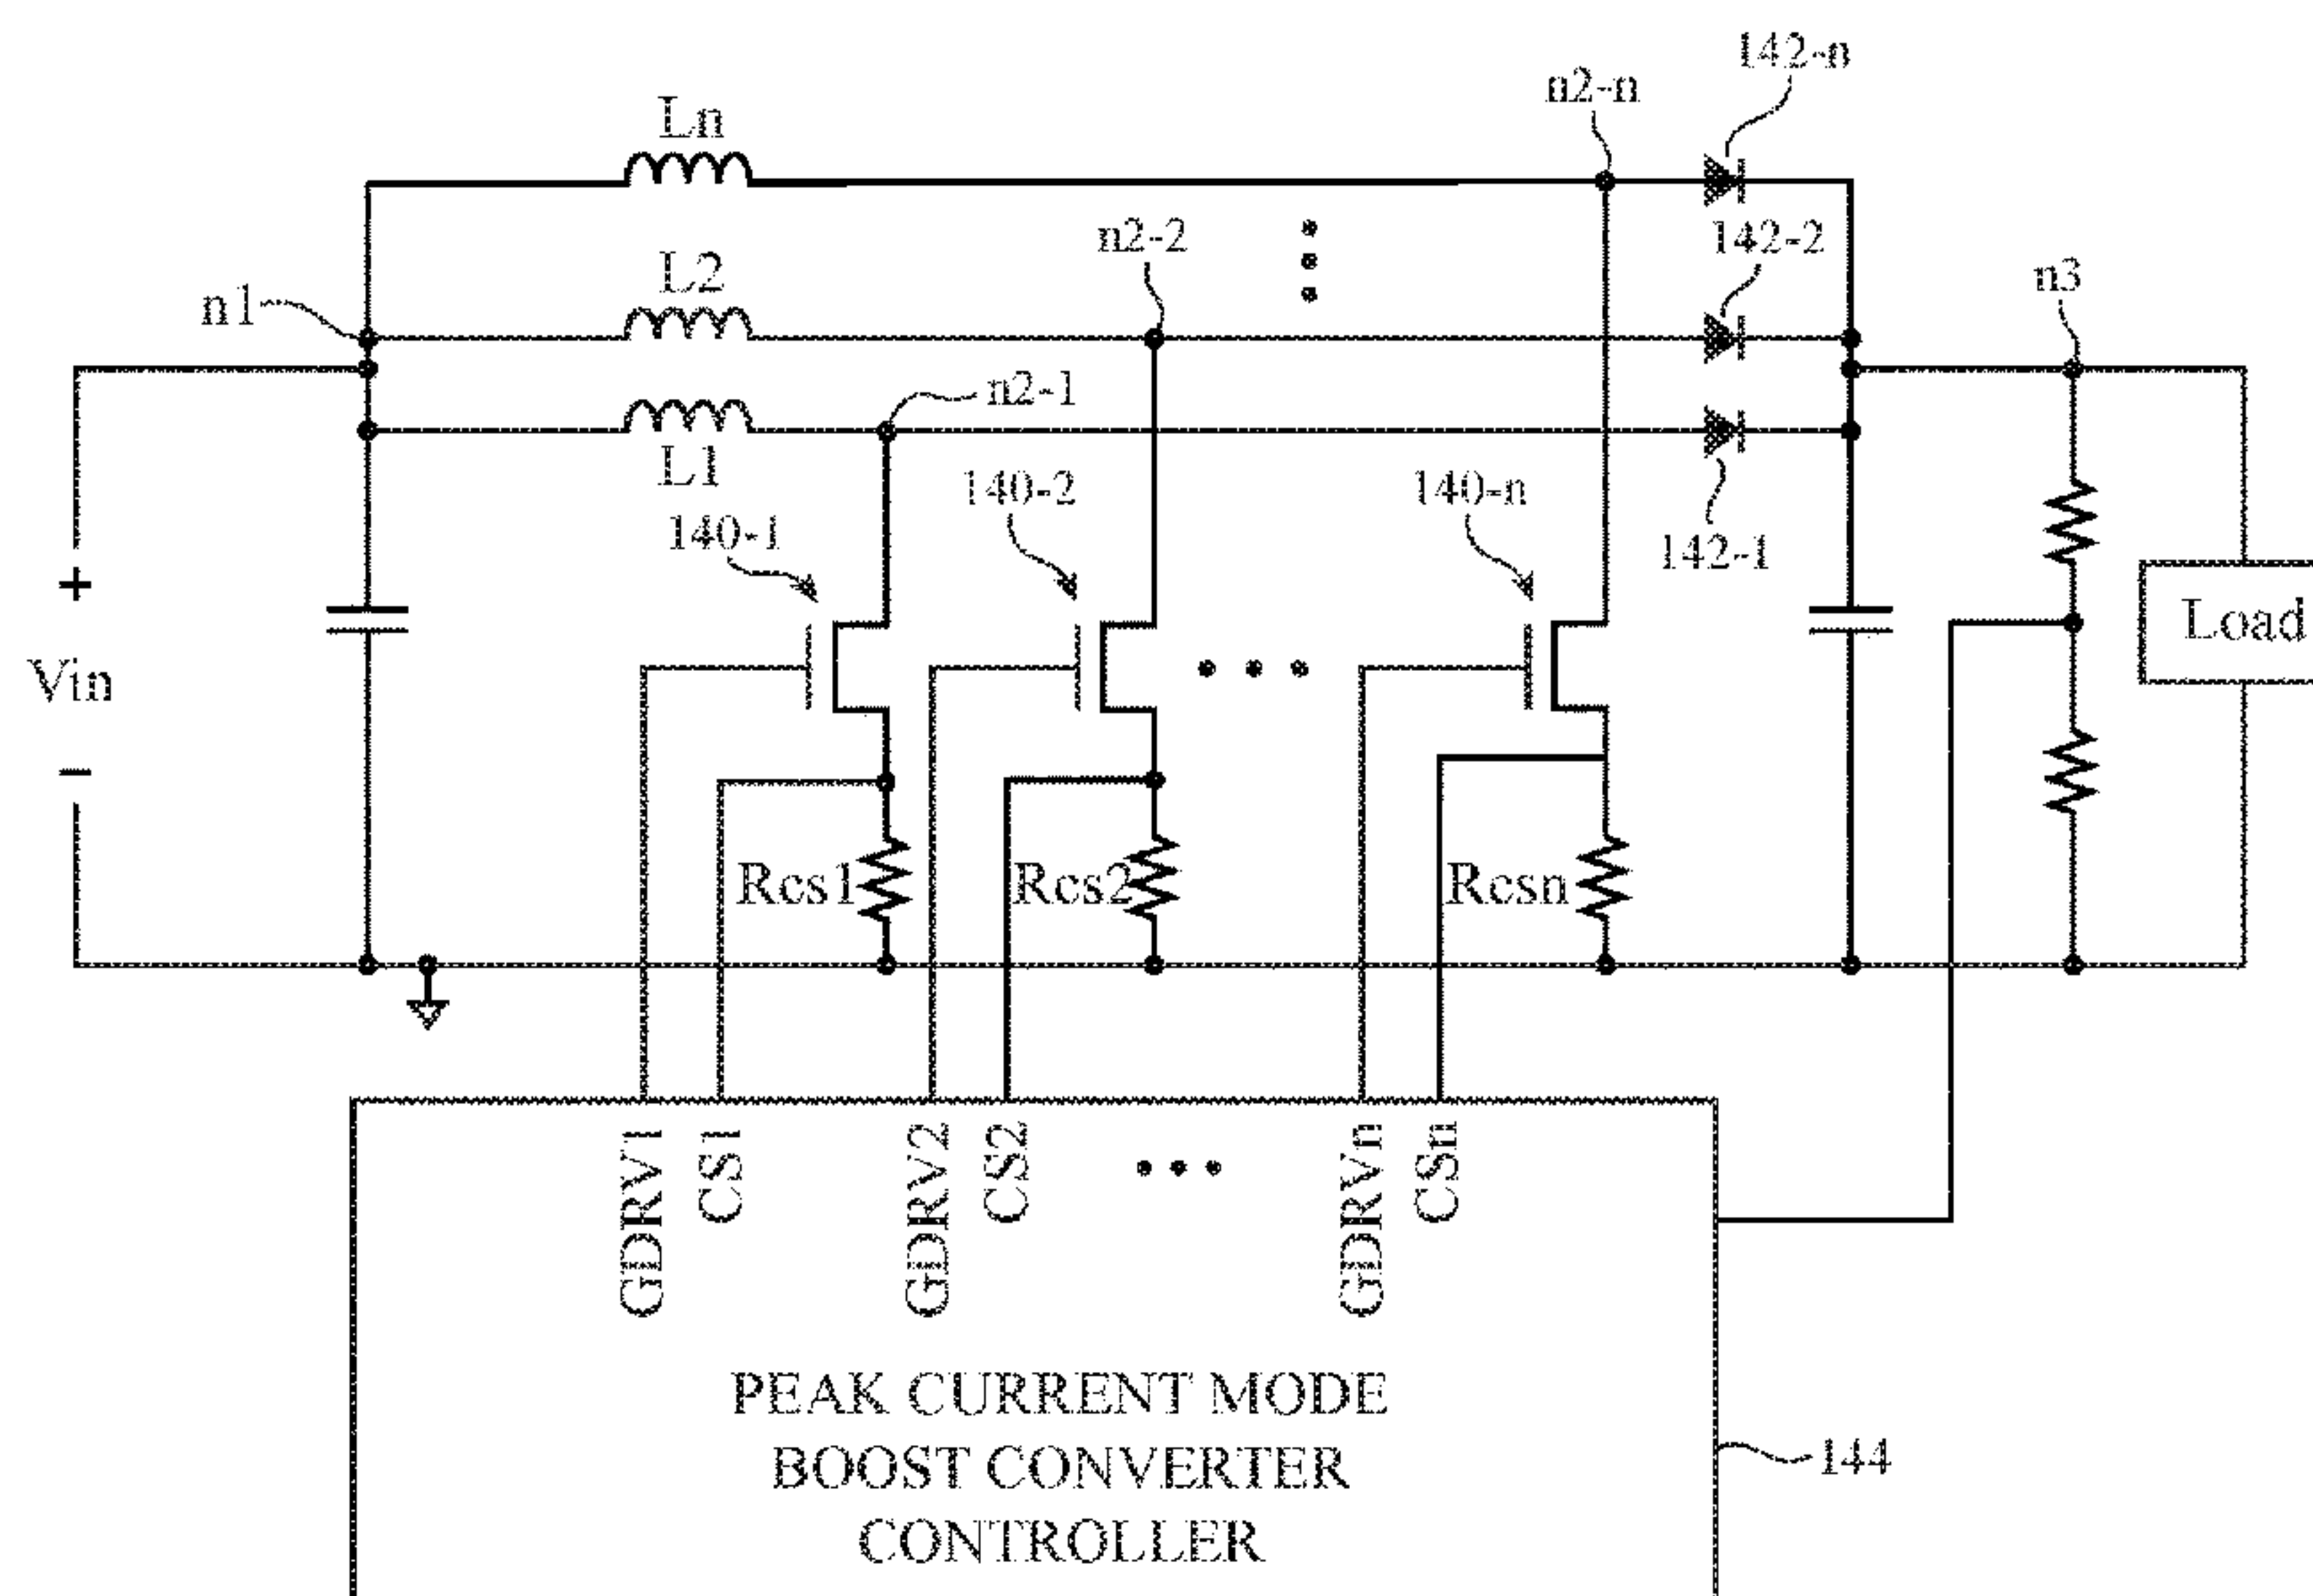 142-n
n2-n
Ln
142-2
n2-2
L2
n3
n1
n2-1
L1
140-2
140-n
140-1
142-1
+
Load
Vin
–
Rcs1
Rcs2
Rcsn
GDRV1
CS1
GDRV2
CS2
GDRVn
CSn
PEAK CURRENT MODE
BOOST CONVERTER
CONTROLLER
144